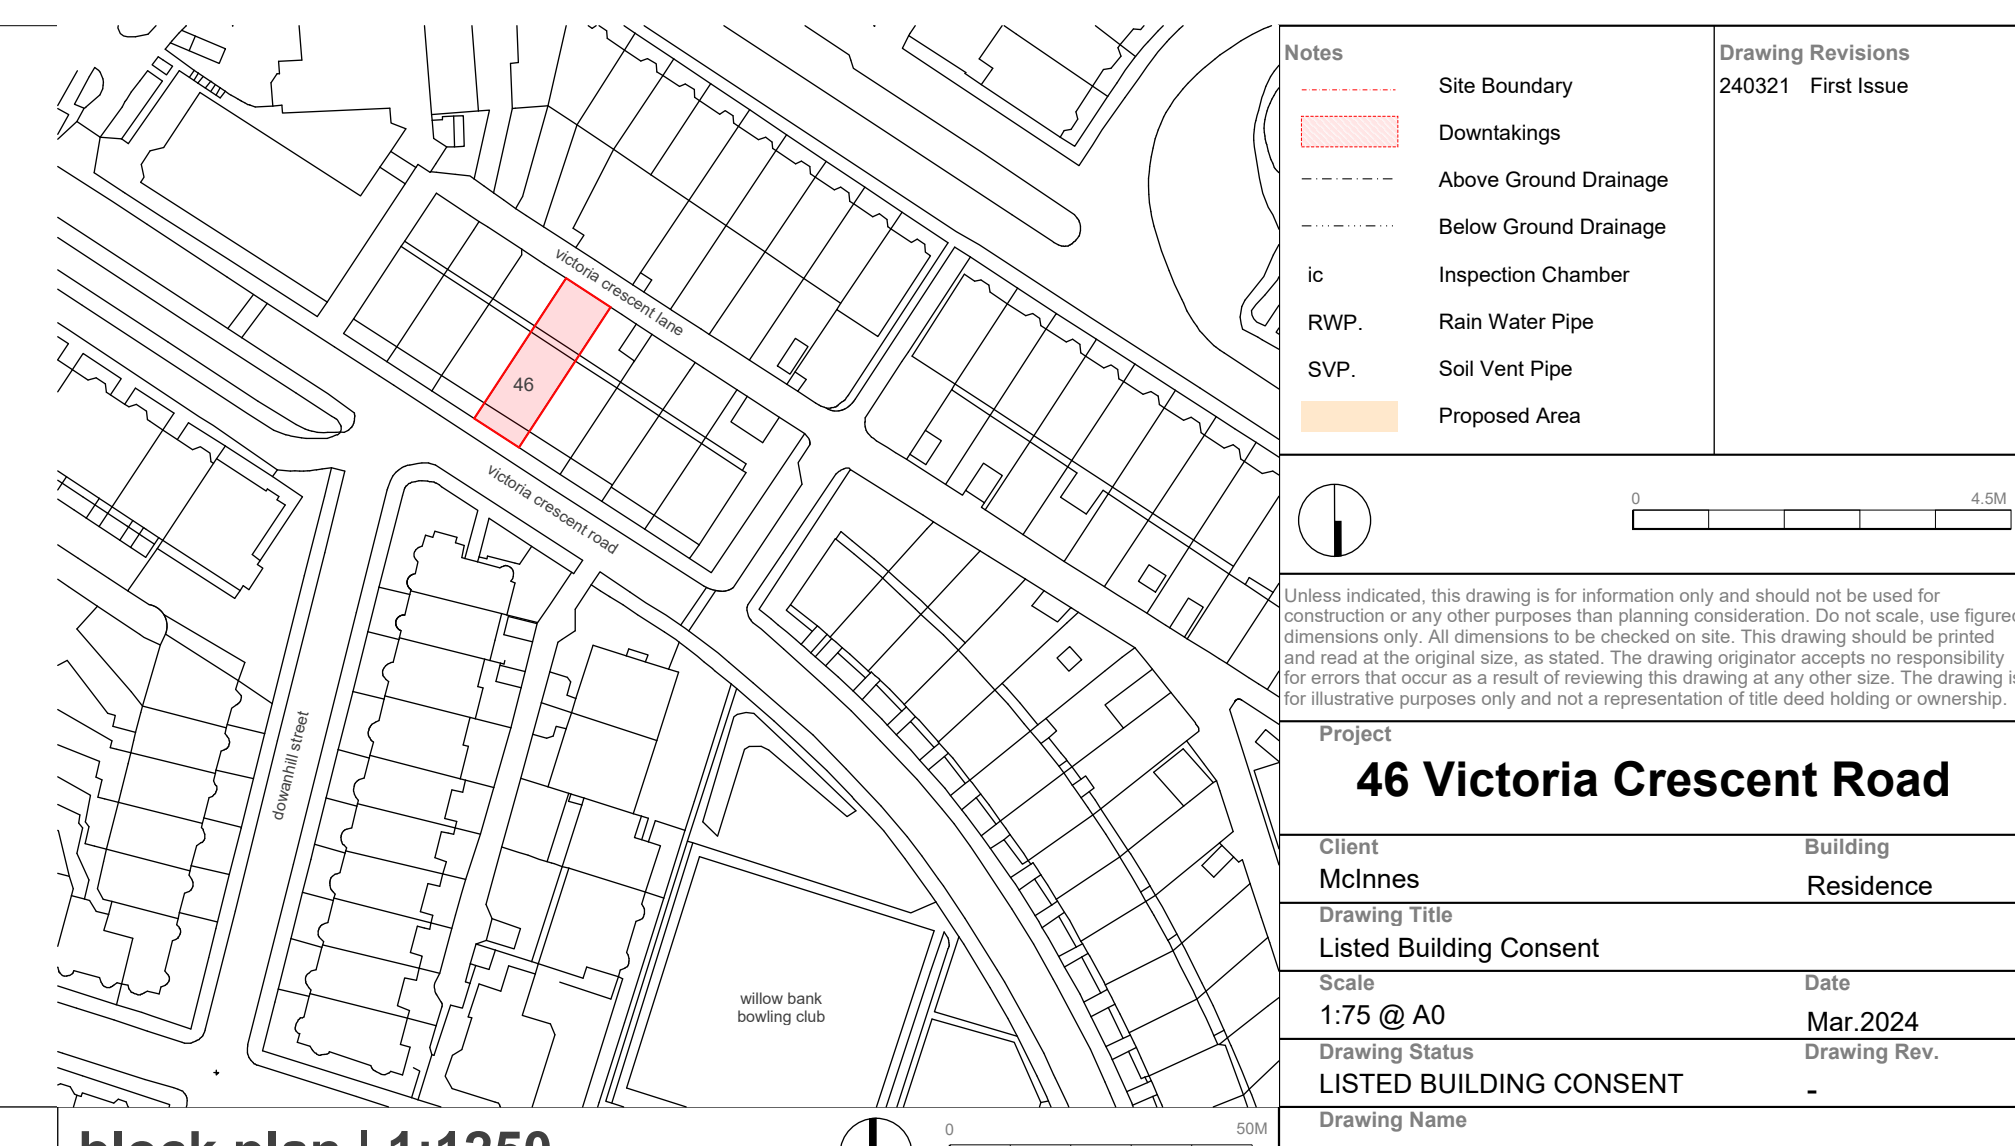 victoria crescent lane
46
victoria crescent road
dowanhill street
willow bank
bowling club
block plan | 1:1250
0 50M
Notes
Site Boundary
Downtakings
Above Ground Drainage
Below Ground Drainage
ic Inspection Chamber
RWP. Rain Water Pipe
SVP. Soil Vent Pipe
Proposed Area
Drawing Revisions
240321 First Issue
0 4.5M
Unless indicated, this drawing is for information only and should not be used for
construction or any other purposes than planning consideration. Do not scale, use figured
dimensions only. All dimensions to be checked on site. This drawing should be printed
and read at the original size, as stated. The drawing originator accepts no responsibility
for errors that occur as a result of reviewing this drawing at any other size. The drawing is
for illustrative purposes only and not a representation of title deed holding or ownership.
Project
46 Victoria Crescent Road
Client Building
McInnes Residence
Drawing Title
Listed Building Consent
Scale Date
1:75 @ A0 Mar.2024
Drawing Status Drawing Rev.
LISTED BUILDING CONSENT -
Drawing Name